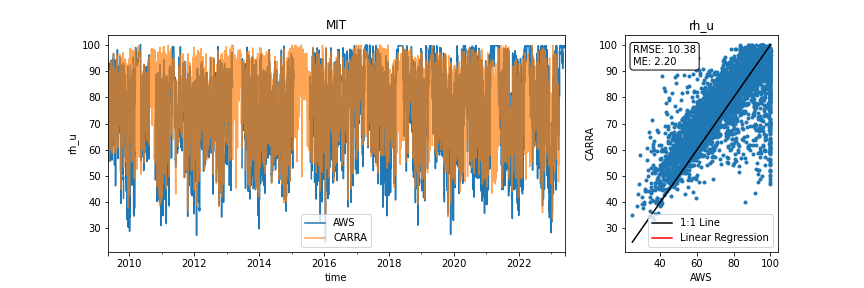 MIT
rh_u
100
90
80
70
60
50
40
30
2010
2012
2014
2016
2018
2020
2022
time
AWS
CARRA
rh_u
RMSE: 10.38
ME: 2.20
CARRA
100
90
80
70
60
50
40
30
40
60
80
100
AWS
1:1 Line
Linear Regression